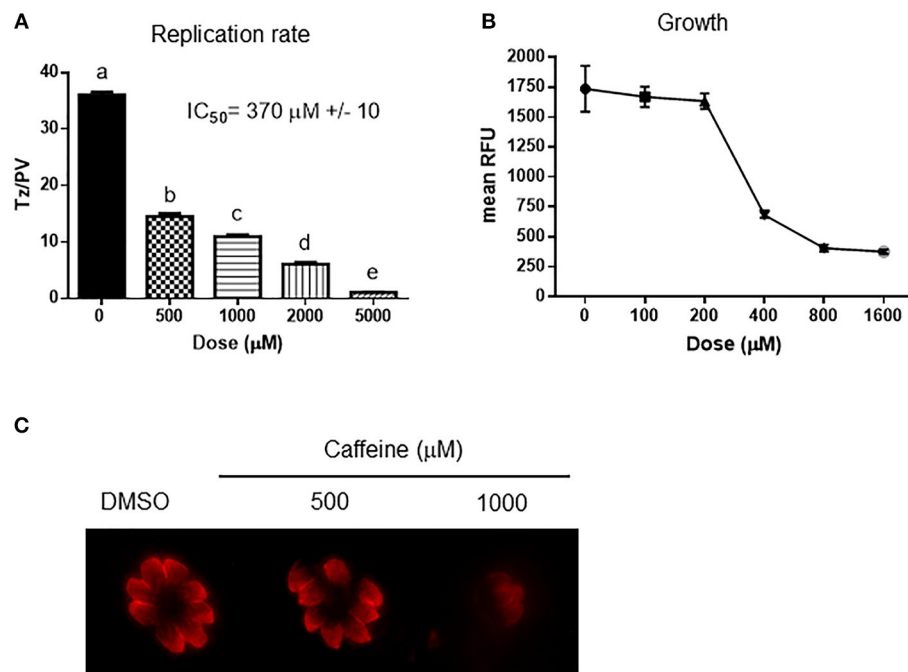 A
Replication rate
40
30
20
10
0
Tz/PV
a
b
c
d
e
IC50= 370 μM +/- 10
0 500 1000 2000 5000
Dose (μM)
B
Growth
2000
1750
1500
1250
1000
750
500
250
0
mean RFU
0 100 200 400 800 1600
Dose (μM)
C
Caffeine (μM)
DMSO 500 1000